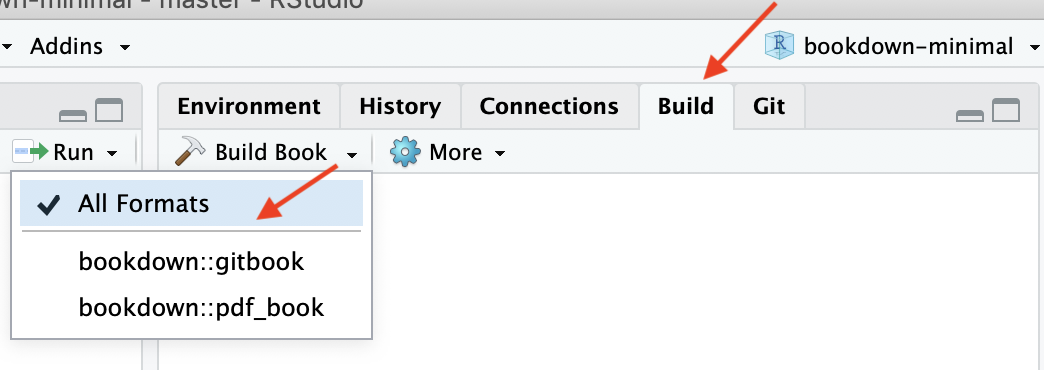 down-minimal - master - RStudio
Addins
bookdown-minimal
Environment History Connections Build Git
Run Build Book More
All Formats
bookdown::gitbook
bookdown::pdf_book